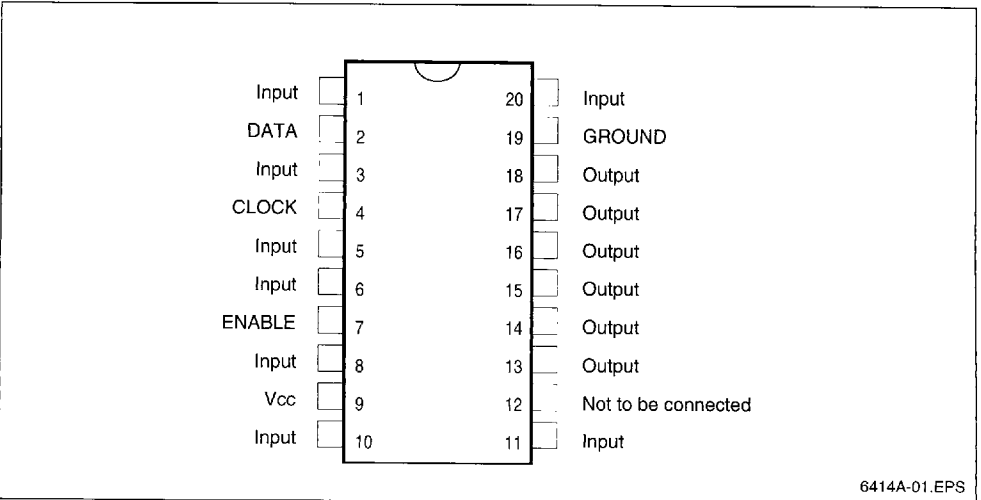 Input 1 20 Input
DATA 2 19 GROUND
Input 3 18 Output
CLOCK 4 17 Output
Input 5 16 Output
Input 6 15 Output
ENABLE 7 14 Output
Input 8 13 Output
Vcc 9 12 Not to be connected
Input 10 11 Input
6414A-01.EPS